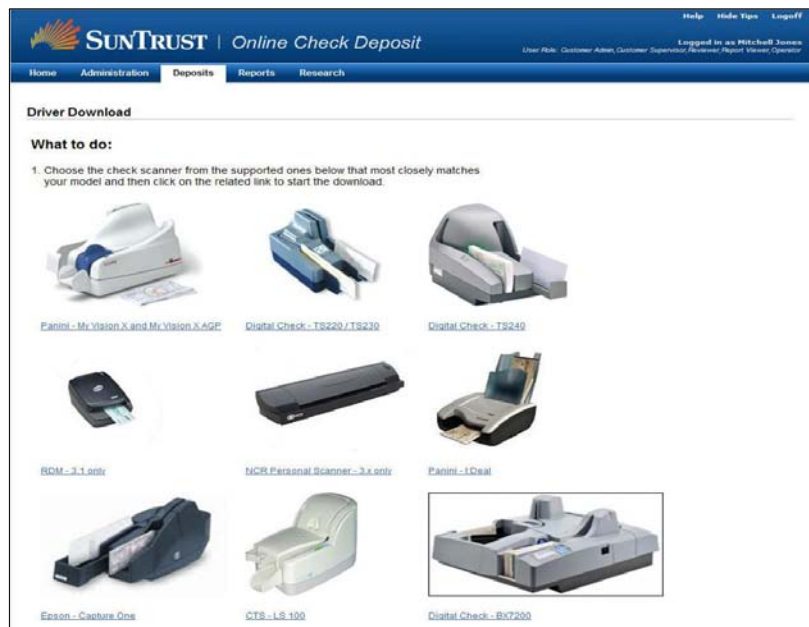 Help Hide Tips Logoff
SUNTRUST | Online Check Deposit
Logged in as Mitchell Jones
User Role: Customer Admin, Customer Supervisor, Reviewer, Report Viewer, Operator
Home Administration Deposits Reports Research
Driver Download
What to do:
1. Choose the check scanner from the supported ones below that most closely matches
your model and then click on the related link to start the download.
Panini - My Vision X and My Vision X AGP Digital Check - TS220 / TS230 Digital Check - TS240
RDM - 3.1 only NCR Personal Scanner - 3.x only Panini - I:Deal
Epson - Capture One CTS - LS 100 Digital Check - BX7200